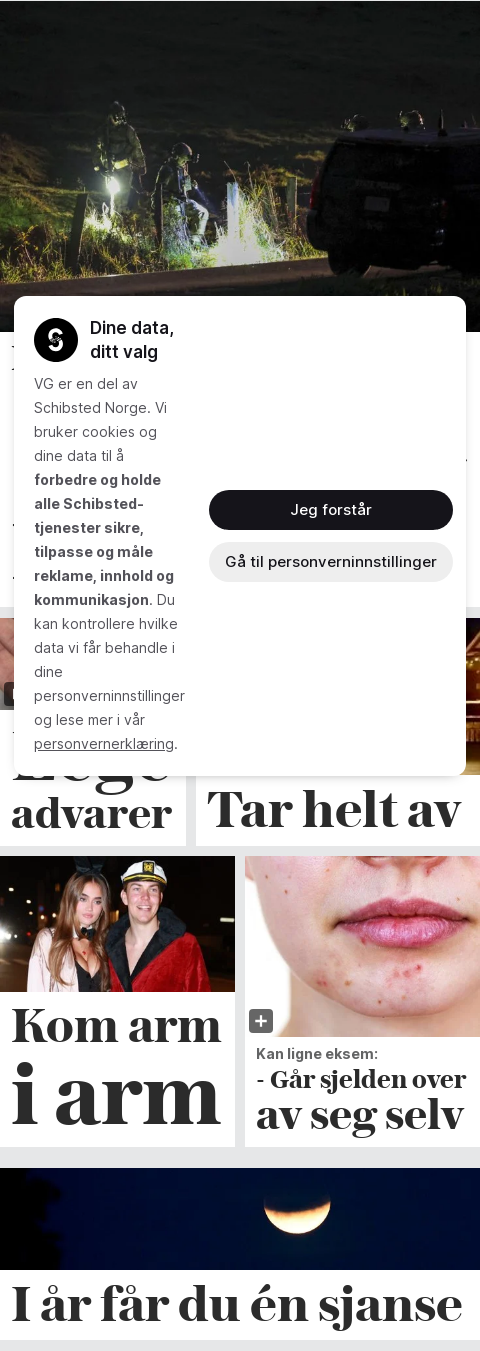 Dine data,
ditt valg
VG er en del av
Schibsted Norge. Vi
bruker cookies og
dine data til å
forbedre og holde
alle Schibsted-
tjenester sikre,
tilpasse og måle
reklame, innhold og
kommunikasjon. Du
kan kontrollere hvilke
data vi får behandle i
dine
personverninnstillinger
og lese mer i vår
personvernerklæring.
Jeg forstår
Gå til personverninnstillinger
Lege
advarer
Tar helt av
Kom arm
i arm
Kan ligne eksem:
- Går sjelden over
av seg selv
I år får du én sjanse